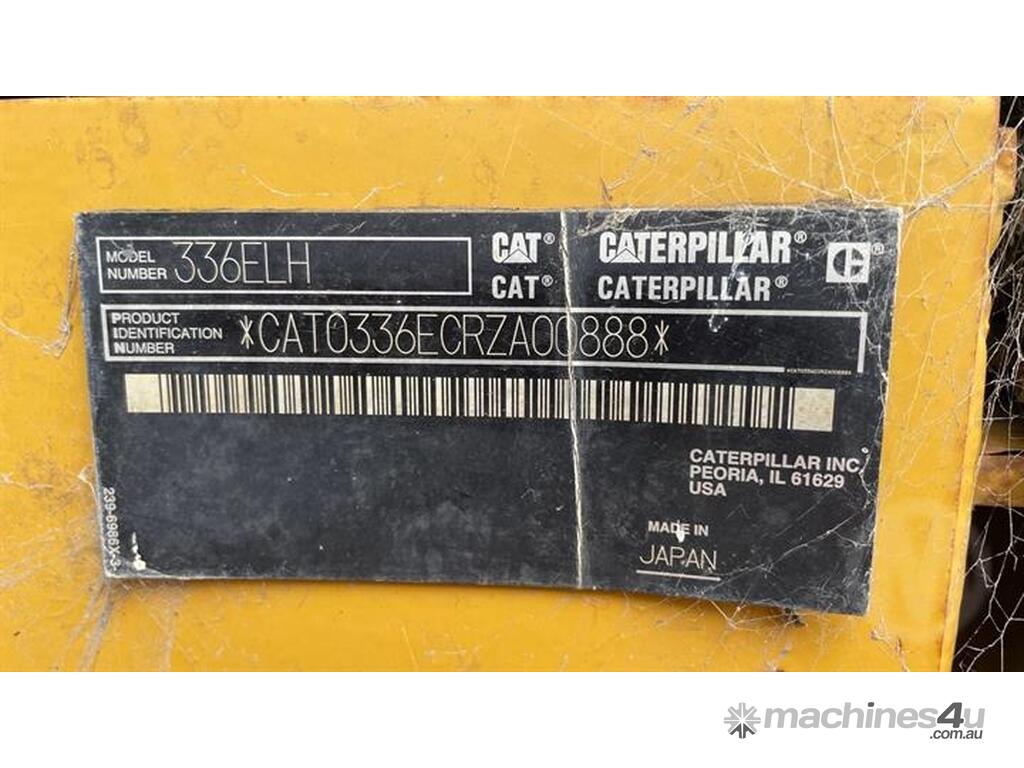 MODEL NUMBER 336ELH
CAT® CATERPILLAR® C®
CAT® CATERPILLAR®
PRODUCT IDENTIFICATION NUMBER *CAT0336ECRZA00888*
CATERPILLAR INC.
PEORIA, IL 61629
USA
MADE IN
JAPAN
239-6986X-3
machines4u
.com.au